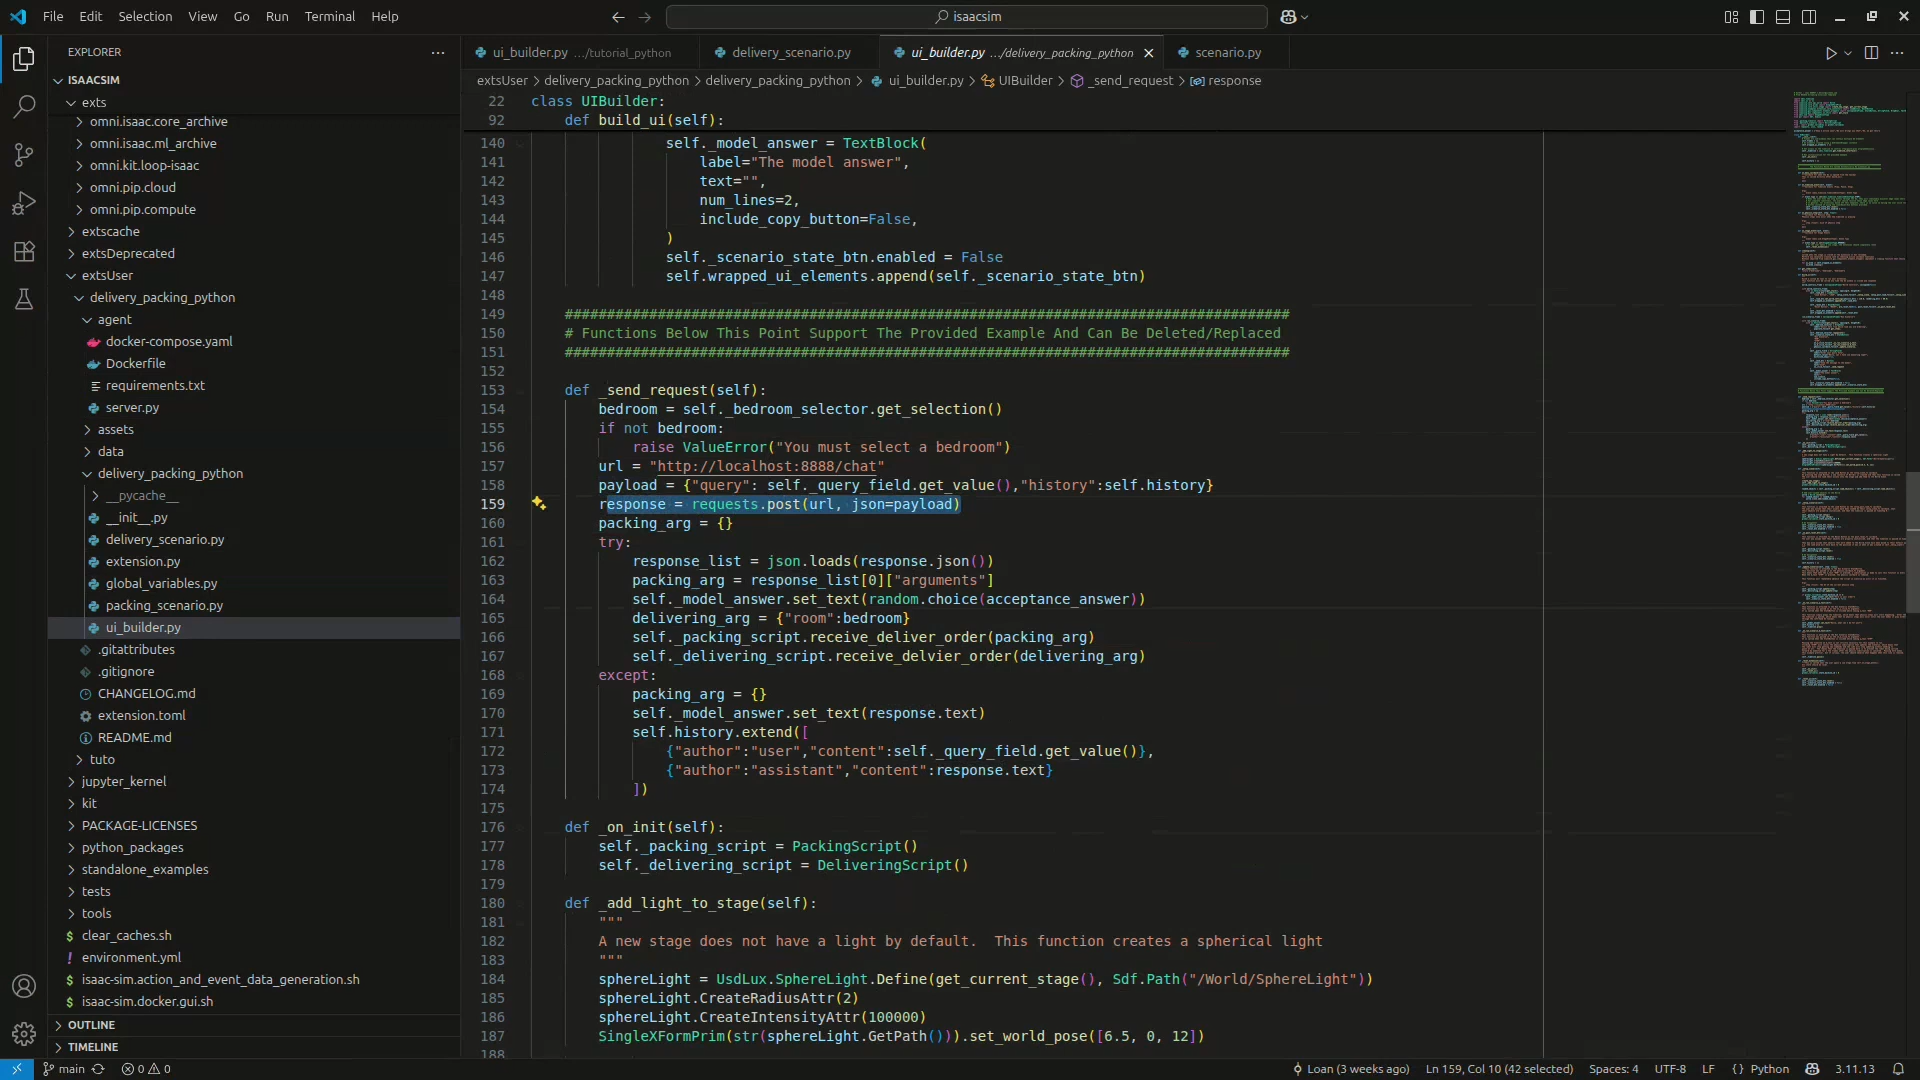 File Edit Selection View Go Run Terminal Help
isaacsim
EXPLORER
ui_builder.py .../tutorial_python
delivery_scenario.py
ui_builder.py .../delivery_packing_python
scenario.py
extsUser > delivery_packing_python > delivery_packing_python > ui_builder.py > UIBuilder > _send_request > response
ISAACSIM
exts
omni.isaac.core_archive
omni.isaac.ml_archive
omni.kit.loop-isaac
omni.pip.cloud
omni.pip.compute
extscache
extsDeprecated
extsUser
delivery_packing_python
agent
docker-compose.yaml
Dockerfile
requirements.txt
server.py
assets
data
delivery_packing_python
__pycache__
__init__.py
delivery_scenario.py
extension.py
global_variables.py
packing_scenario.py
ui_builder.py
.gitattributes
.gitignore
CHANGELOG.md
extension.toml
README.md
tuto
jupyter_kernel
kit
PACKAGE-LICENSES
python_packages
standalone_examples
tests
tools
clear_caches.sh
environment.yml
isaac-sim.action_and_event_data_generation.sh
isaac-sim.docker.gui.sh
OUTLINE
TIMELINE
22 class UIBuilder:
92 def build_ui(self):
140 self._model_answer = TextBlock(
141 label="The model answer",
142 text="",
143 num_lines=2,
144 include_copy_button=False,
145 )
146 self._scenario_state_btn.enabled = False
147 self.wrapped_ui_elements.append(self._scenario_state_btn)
148
149 ######################################################################################
150 # Functions Below This Point Support The Provided Example And Can Be Deleted/Replaced
151 ######################################################################################
152
153 def _send_request(self):
154 bedroom = self._bedroom_selector.get_selection()
155 if not bedroom:
156 raise ValueError("You must select a bedroom")
157 url = "http://localhost:8888/chat"
158 payload = {"query": self._query_field.get_value(),"history":self.history}
159 response = requests.post(url, json=payload)
160 packing_arg = {}
161 try:
162 response_list = json.loads(response.json())
163 packing_arg = response_list[0]["arguments"]
164 self._model_answer.set_text(random.choice(acceptance_answer))
165 delivering_arg = {"room":bedroom}
166 self._packing_script.receive_deliver_order(packing_arg)
167 self._delivering_script.receive_delvier_order(delivering_arg)
168 except:
169 packing_arg = {}
170 self._model_answer.set_text(response.text)
171 self.history.extend([
172 {"author":"user","content":self._query_field.get_value()},
173 {"author":"assistant","content":response.text}
174 ])
175
176 def _on_init(self):
177 self._packing_script = PackingScript()
178 self._delivering_script = DeliveringScript()
179
180 def _add_light_to_stage(self):
181 """
182 A new stage does not have a light by default.  This function creates a spherical light
183 """
184 sphereLight = UsdLux.SphereLight.Define(get_current_stage(), Sdf.Path("/World/SphereLight"))
185 sphereLight.CreateRadiusAttr(2)
186 sphereLight.CreateIntensityAttr(100000)
187 SingleXFormPrim(str(sphereLight.GetPath())).set_world_pose([6.5, 0, 12])
188
main 0 0 Loan (3 weeks ago) Ln 159, Col 10 (42 selected) Spaces: 4 UTF-8 LF {} Python 3.11.13